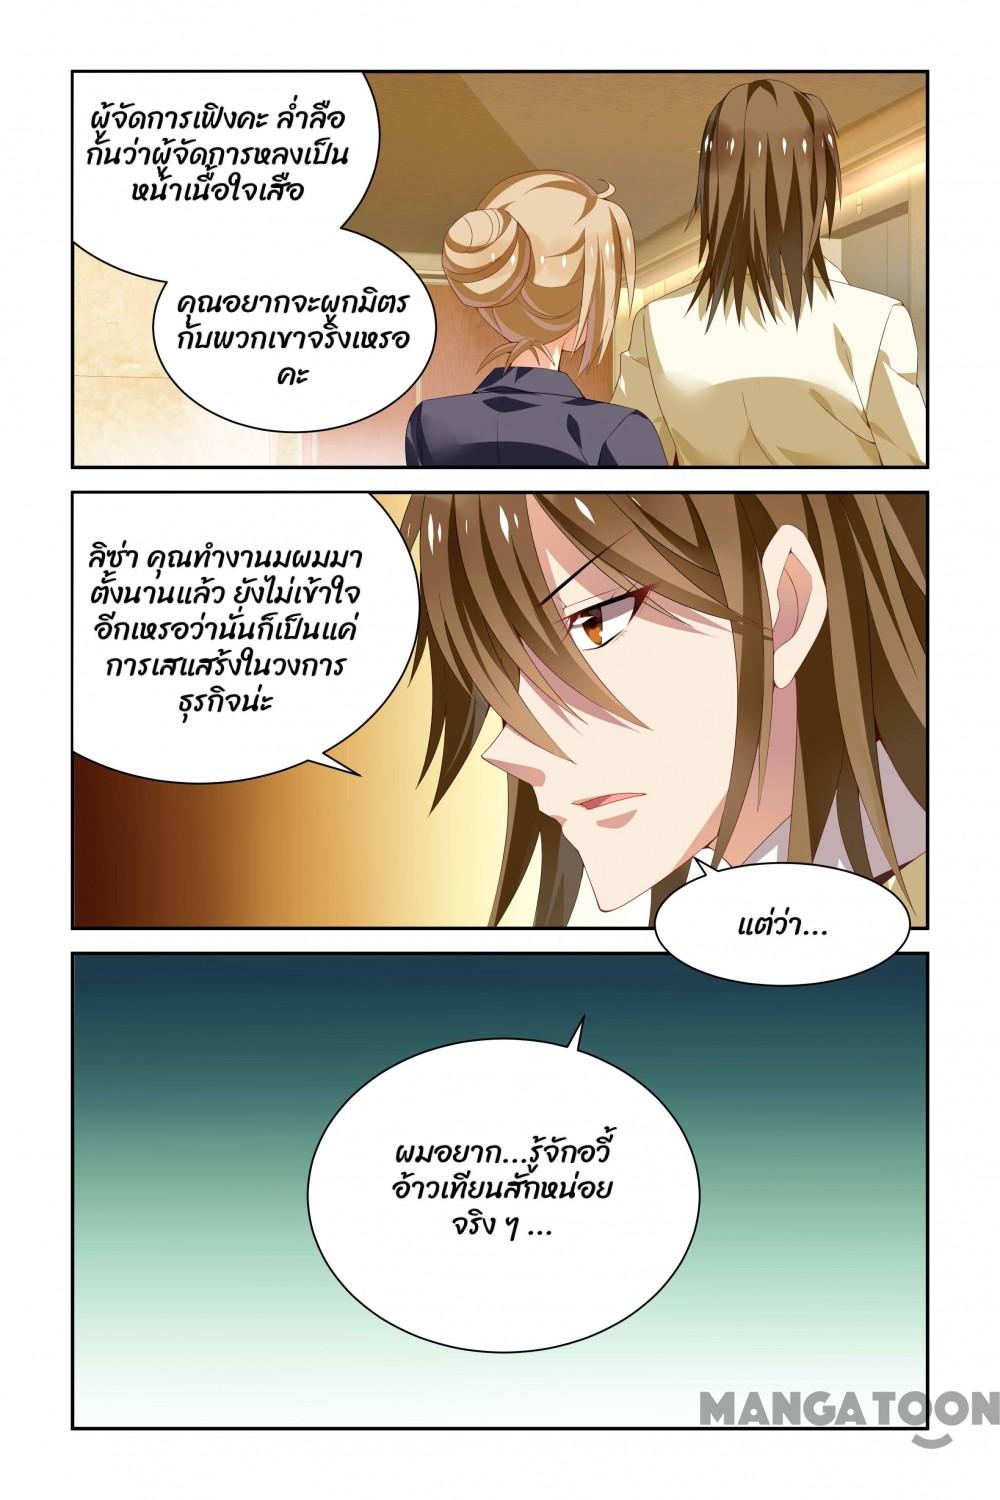 ผู้จัดการเฟิงคะ ล่ำลือ
กันว่าผู้จัดการหลงเป็น
หน้าเนื้อใจเสือ
คุณอยากจะผูกมิตร
กับพวกเขาจริงเหรอ
คะ
ลิซ่า คุณทำงานมผมมา
ตั้งนานแล้ว ยังไม่เข้าใจ
อีกเหรอว่านั่นก็เป็นแค่
การเสแสร้งในวงการ
ธุรกิจน่ะ
แต่ว่า...
ผมอยาก...รู้จักอวี้
อ้าวเทียนสักหน่อย
จริง ๆ ...
MANGATOON